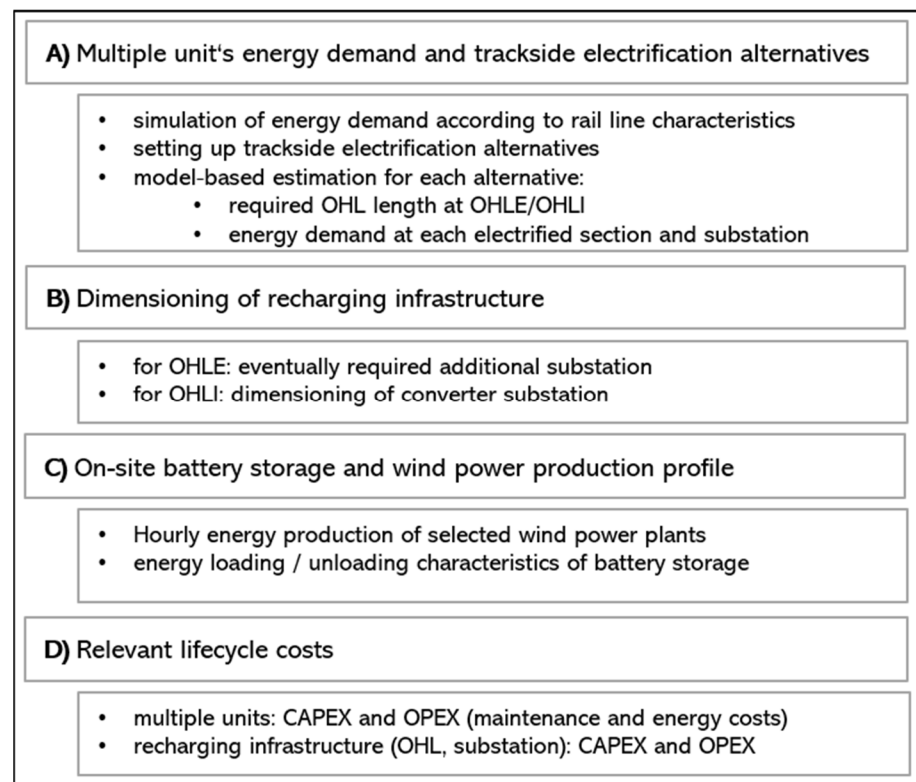 A) Multiple unit‘s energy demand and trackside electrification alternatives
• simulation of energy demand according to rail line characteristics
• setting up trackside electrification alternatives
• model-based estimation for each alternative:
• required OHL length at OHLE/OHLI
• energy demand at each electrified section and substation
B) Dimensioning of recharging infrastructure
• for OHLE: eventually required additional substation
• for OHLI: dimensioning of converter substation
C) On-site battery storage and wind power production profile
• Hourly energy production of selected wind power plants
• energy loading / unloading characteristics of battery storage
D) Relevant lifecycle costs
• multiple units: CAPEX and OPEX (maintenance and energy costs)
• recharging infrastructure (OHL, substation): CAPEX and OPEX